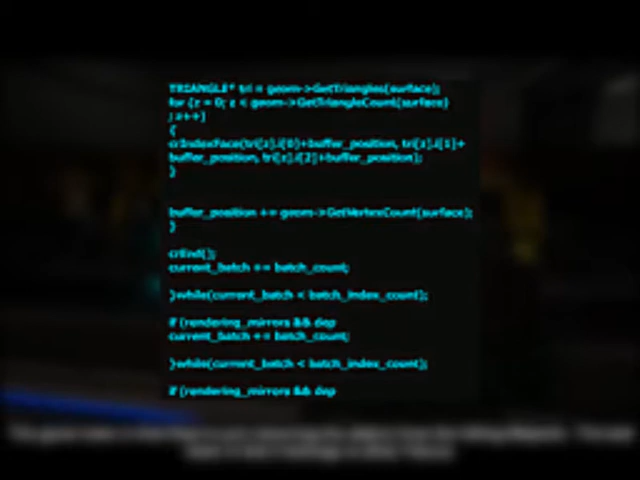 TRIANGLE* tri = geom->GetTriangles(surface);
for (z = 0; z < geom->GetTriangleCount(surface)
; z++)
{
crIndexFace(tri[z].i[0]+buffer_position, tri[z].i[1]+
buffer_position, tri[z].i[2]+buffer_position);
}
buffer_position += geom->GetVertexCount(surface);
}
crEnd();
current_batch += batch_count;
}while(current_batch < batch_index_count);
if (rendering_mirrors && dep
current_batch += batch_count;
}while(current_batch < batch_index_count);
if (rendering_mirrors && dep